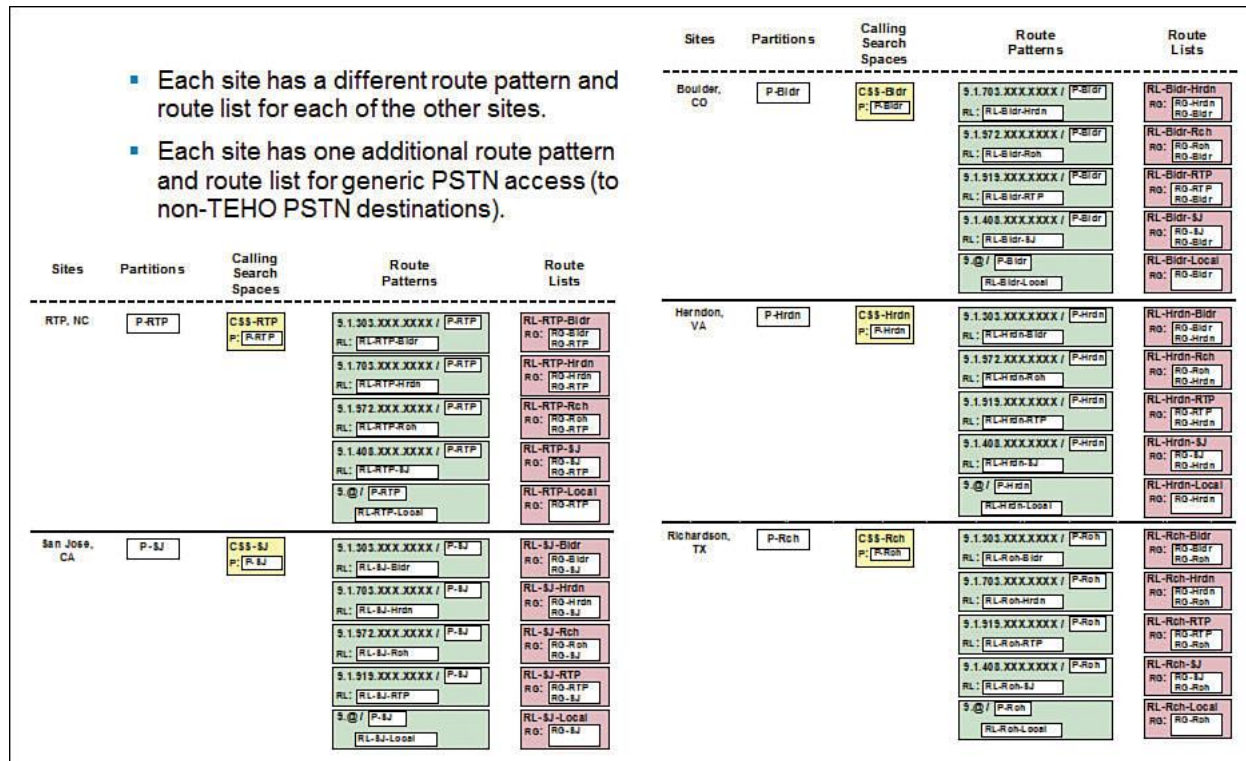 Each site has a different route pattern and
route list for each of the other sites.
Each site has one additional route pattern
and route list for generic PSTN access (to
non-TEHO PSTN destinations).
Sites Partitions Calling Search Spaces Route Patterns Route Lists
RTP, NC P-RTP CSS-RTP 9.1.303.XXX.XXXX / P-RTP RL-RTP-Bldr
P: P-RTP RL: RL-RTP-Bldr RG: RG-Bldr
RG-RTP
9.1.703.XXX.XXXX / P-RTP RL-RTP-Hrdn
RL: RL-RTP-Hrdn RG: RG-Hrdn
RG-RTP
9.1.972.XXX.XXXX / P-RTP RL-RTP-Rch
RL: RL-RTP-Rch RG: RG-Rch
RG-RTP
9.1.408.XXX.XXXX / P-RTP RL-RTP-SJ
RL: RL-RTP-SJ RG: RG-SJ
RG-RTP
9.@ / P-RTP RL-RTP-Local
RL-RTP-Local RG: RG-RTP
San Jose, CA P-SJ CSS-SJ 9.1.303.XXX.XXXX / P-SJ RL-SJ-Bldr
P: P-SJ RL: RL-SJ-Bldr RG: RG-Bldr
RG-SJ
9.1.703.XXX.XXXX / P-SJ RL-SJ-Hrdn
RL: RL-SJ-Hrdn RG: RG-Hrdn
RG-SJ
9.1.972.XXX.XXXX / P-SJ RL-SJ-Rch
RL: RL-SJ-Rch RG: RG-Rch
RG-SJ
9.1.919.XXX.XXXX / P-SJ RL-SJ-RTP
RL: RL-SJ-RTP RG: RG-RTP
RG-SJ
9.@ / P-SJ RL-SJ-Local
RL-SJ-Local RG: RG-SJ
Sites Partitions Calling Search Spaces Route Patterns Route Lists
Boulder, CO P-Bldr CSS-Bldr 9.1.703.XXX.XXXX / P-Bldr RL-Bldr-Hrdn
P: P-Bldr RL: RL-Bldr-Hrdn RG: RG-Hrdn
RG-Bldr
9.1.972.XXX.XXXX / P-Bldr RL-Bldr-Rch
RL: RL-Bldr-Rch RG: RG-Rch
RG-Bldr
9.1.919.XXX.XXXX / P-Bldr RL-Bldr-RTP
RL: RL-Bldr-RTP RG: RG-RTP
RG-Bldr
9.1.408.XXX.XXXX / P-Bldr RL-Bldr-SJ
RL: RL-Bldr-SJ RG: RG-SJ
RG-Bldr
9.@ / P-Bldr RL-Bldr-Local
RL-Bldr-Local RG: RG-Bldr
Herndon, VA P-Hrdn CSS-Hrdn 9.1.303.XXX.XXXX / P-Hrdn RL-Hrdn-Bldr
P: P-Hrdn RL: RL-Hrdn-Bldr RG: RG-Bldr
RG-Hrdn
9.1.972.XXX.XXXX / P-Hrdn RL-Hrdn-Rch
RL: RL-Hrdn-Rch RG: RG-Rch
RG-Hrdn
9.1.919.XXX.XXXX / P-Hrdn RL-Hrdn-RTP
RL: RL-Hrdn-RTP RG: RG-RTP
RG-Hrdn
9.1.408.XXX.XXXX / P-Hrdn RL-Hrdn-SJ
RL: RL-Hrdn-SJ RG: RG-SJ
RG-Hrdn
9.@ / P-Hrdn RL-Hrdn-Local
RL-Hrdn-Local RG: RG-Hrdn
Richardson, TX P-Rch CSS-Rch 9.1.303.XXX.XXXX / P-Rch RL-Rch-Bldr
P: P-Rch RL: RL-Rch-Bldr RG: RG-Bldr
RG-Rch
9.1.703.XXX.XXXX / P-Rch RL-Rch-Hrdn
RL: RL-Rch-Hrdn RG: RG-Hrdn
RG-Rch
9.1.919.XXX.XXXX / P-Rch RL-Rch-RTP
RL: RL-Rch-RTP RG: RG-RTP
RG-Rch
9.1.408.XXX.XXXX / P-Rch RL-Rch-SJ
RL: RL-Rch-SJ RG: RG-SJ
RG-Rch
9.@ / P-Rch RL-Rch-Local
RL-Rch-Local RG: RG-Rch